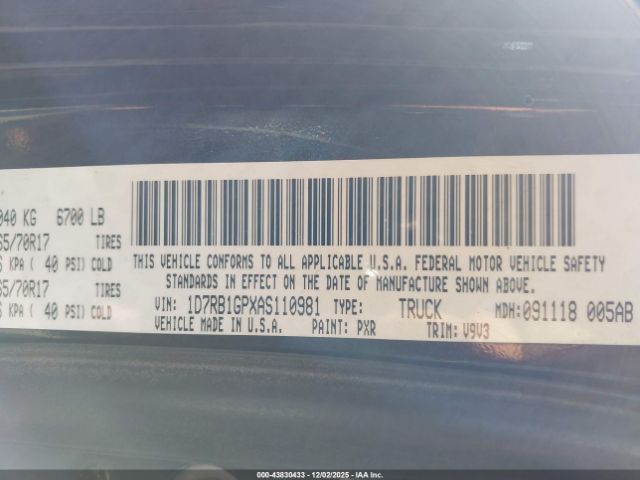 040 KG 6700 LB
65/70R17 TIRES
KPA ( 40 PSI) COLD
65/70R17 TIRES
KPA ( 40 PSI) COLD
THIS VEHICLE CONFORMS TO ALL APPLICABLE U.S.A. FEDERAL MOTOR VEHICLE SAFETY
STANDARDS IN EFFECT ON THE DATE OF MANUFACTURE SHOWN ABOVE.
VIN: 1D7RB1GPXAS110981 TYPE: TRUCK MDH:091118 005AB
VEHICLE MADE IN U.S.A. PAINT: PXR TRIM: V9V3
000-43830433 - 12/02/2025 - IAA Inc.